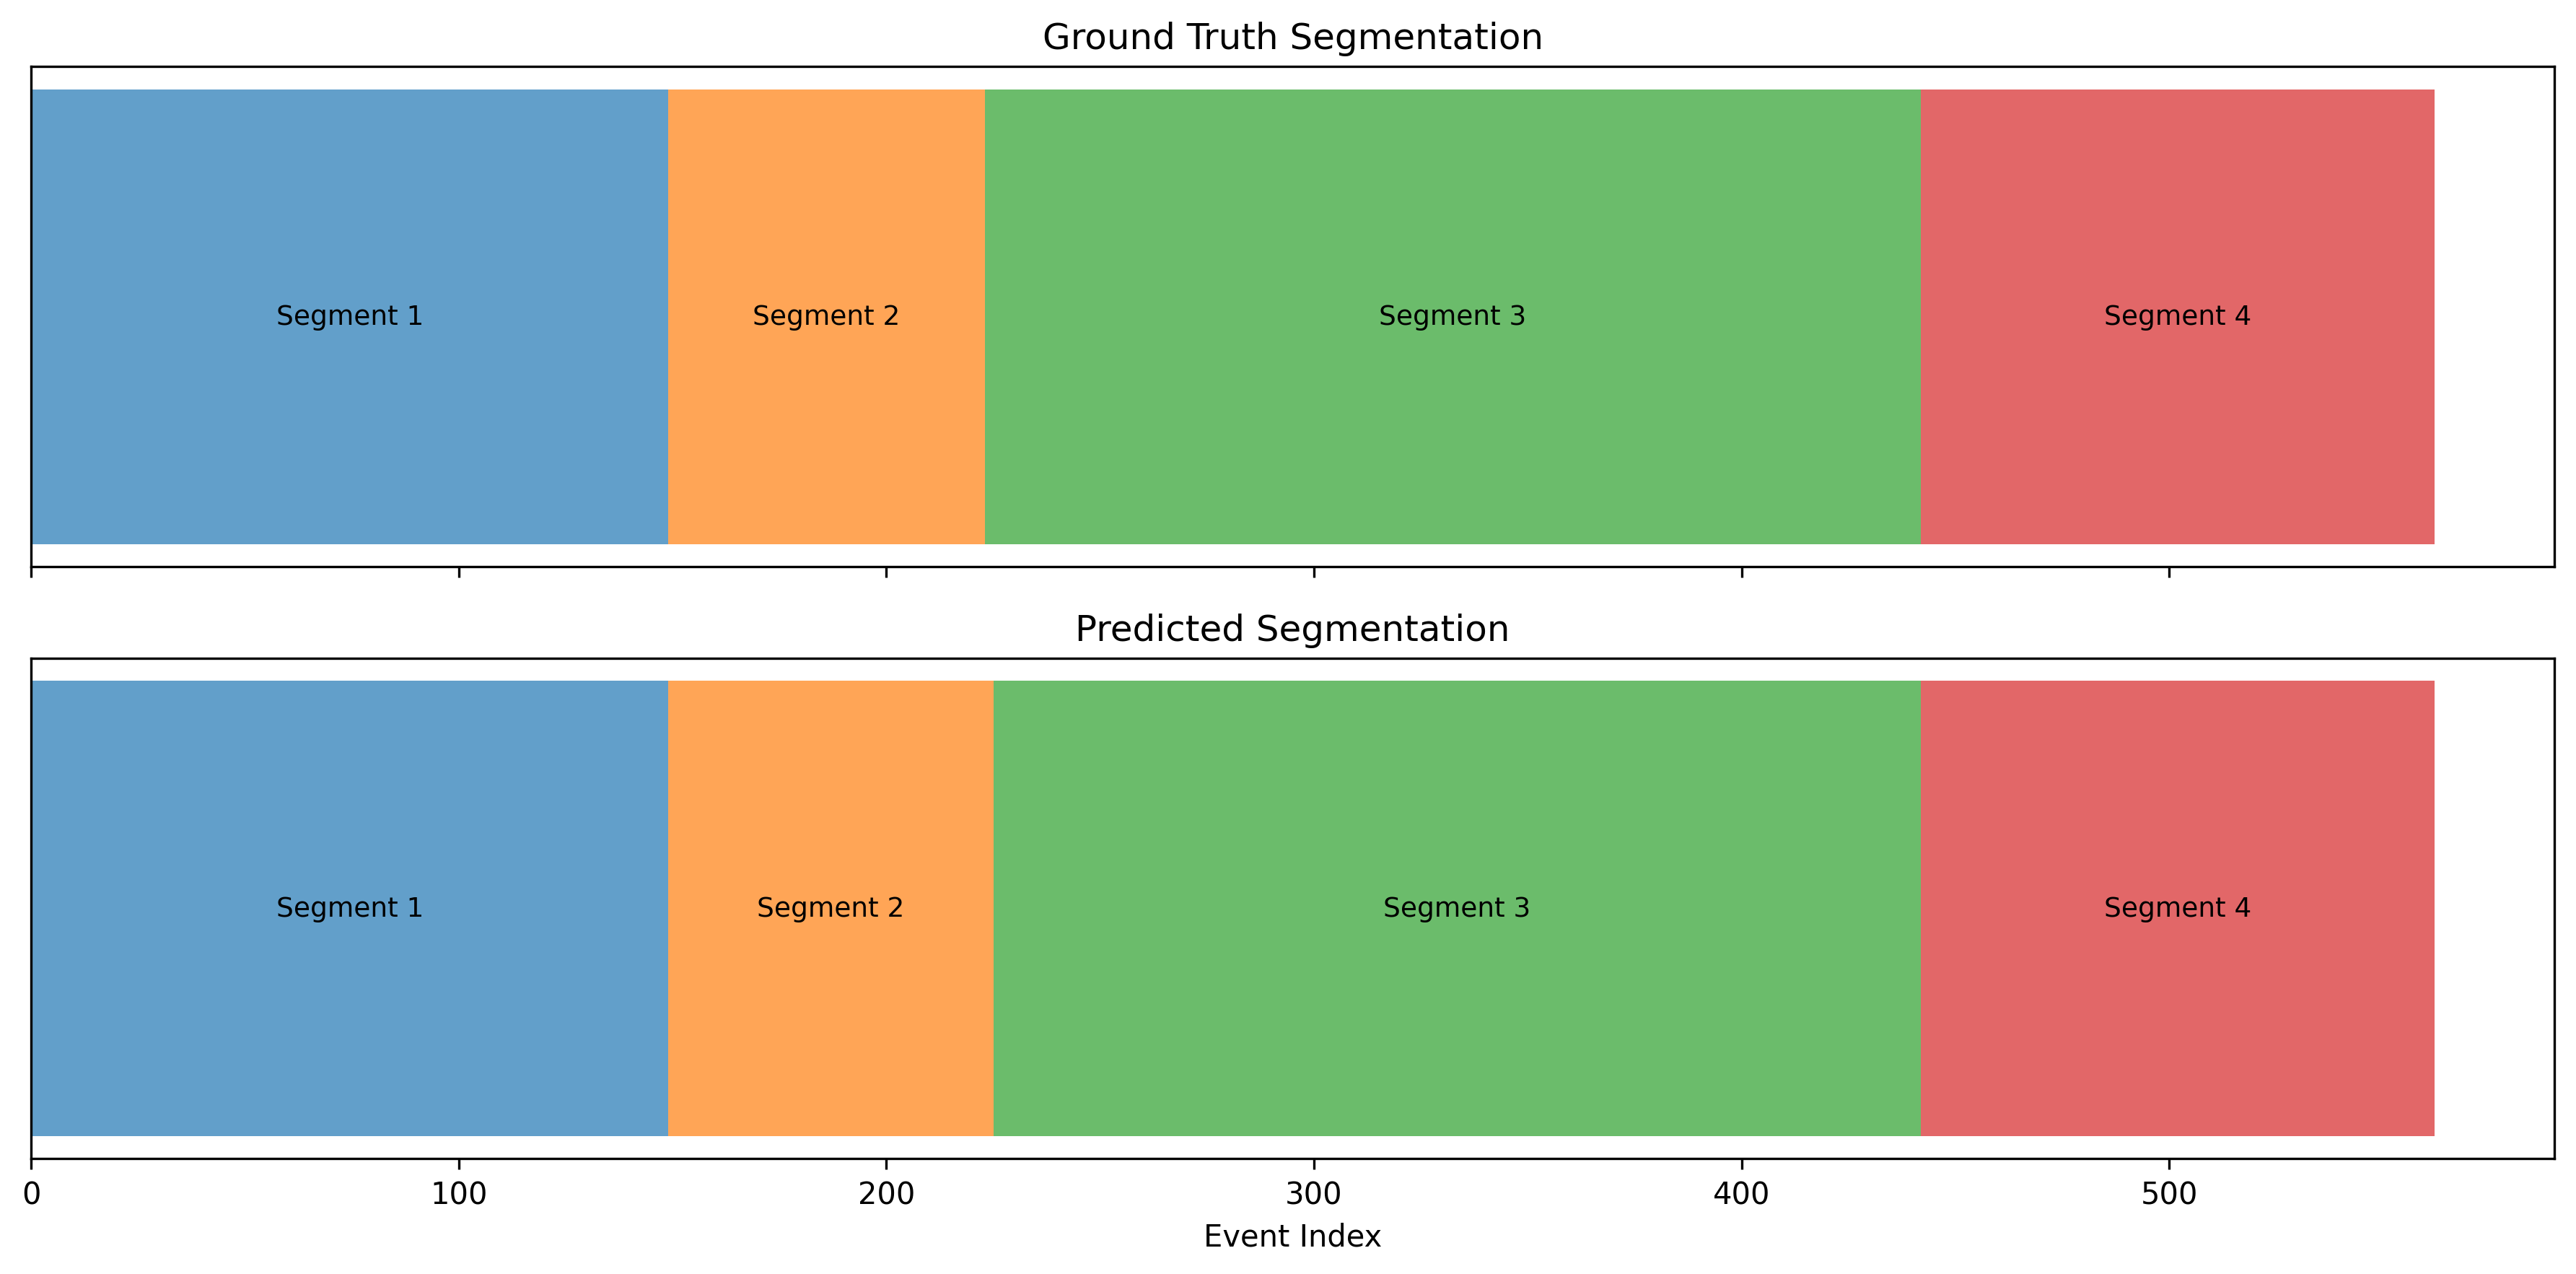 Ground Truth Segmentation
Segment 1 Segment 2 Segment 3 Segment 4
Predicted Segmentation
Segment 1 Segment 2 Segment 3 Segment 4
0 100 200 300 400 500
Event Index